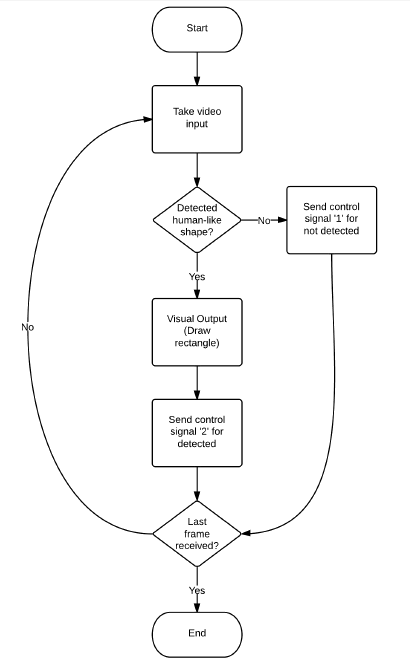 Start
Take video
input
Detected
human-like
shape?
No
Send control
signal '1' for
not detected
Yes
Visual Output
(Draw
rectangle)
No
Send control
signal '2' for
detected
Last
frame
received?
Yes
End